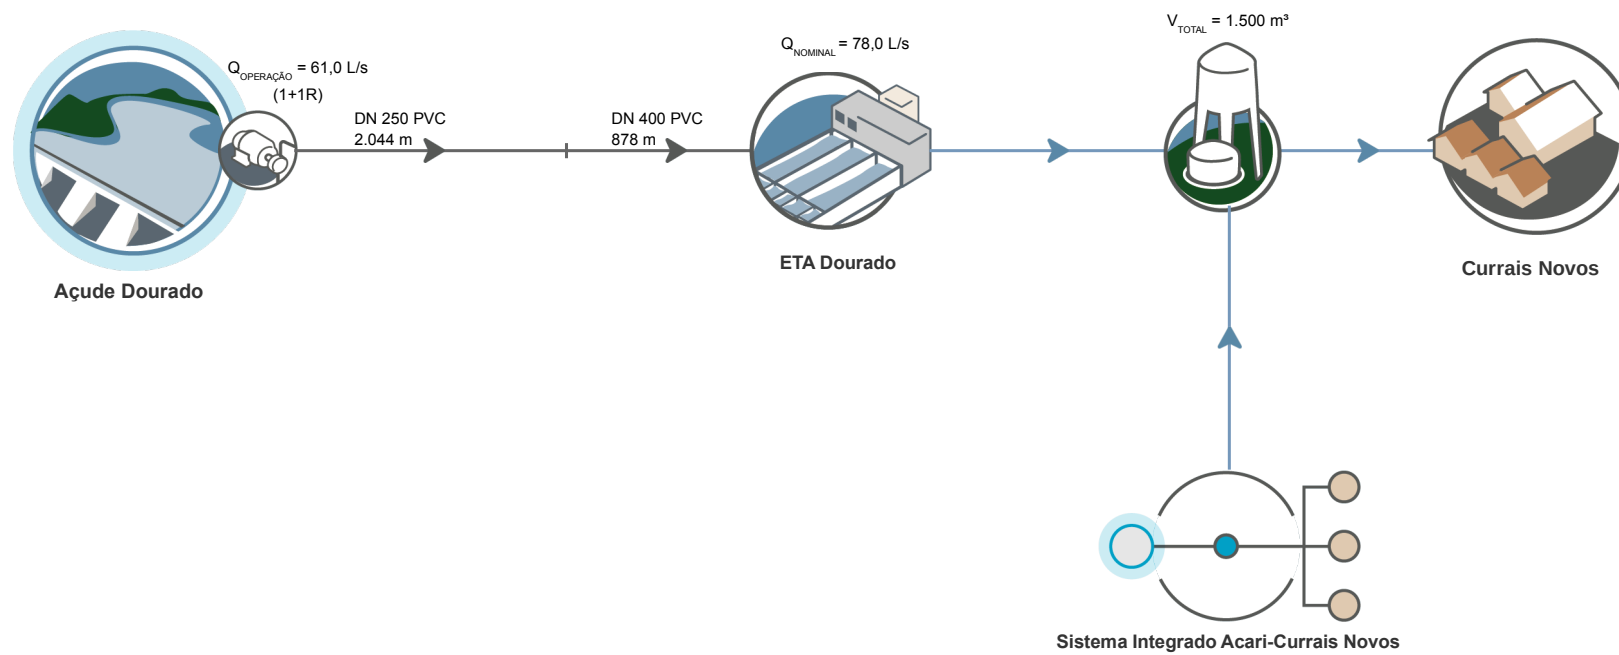 V_TOTAL = 1.500 m³
Q_NOMINAL = 78,0 L/s
Q_OPERAÇÃO = 61,0 L/s
(1+1R)
DN 250 PVC
2.044 m
DN 400 PVC
878 m
ETA Dourado
Currais Novos
Açude Dourado
Sistema Integrado Acari-Currais Novos